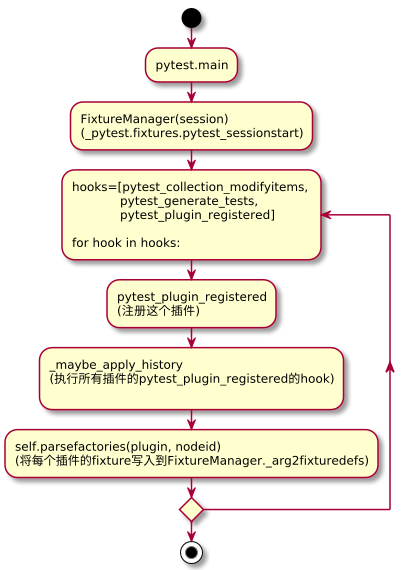 pytest.main
FixtureManager(session)
(_pytest.fixtures.pytest_sessionstart)
hooks=[pytest_collection_modifyitems,
pytest_generate_tests,
pytest_plugin_registered]
for hook in hooks:
pytest_plugin_registered
(注册这个插件)
_maybe_apply_history
(执行所有插件的pytest_plugin_registered的hook)
self.parsefactories(plugin, nodeid)
(将每个插件的fixture写入到FixtureManager._arg2fixturedefs)